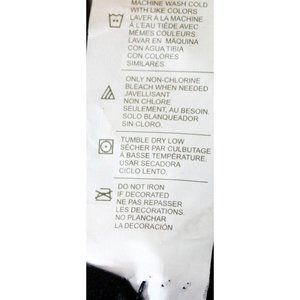 MACHINE WASH COLD
WITH LIKE COLORS
LAVER À LA MACHINE
À L'EAU TIÈDE AVEC
MÊMES COULEURS.
LAVAR EN MÁQUINA
CON AGUA TIBIA
CON COLORES
SIMILARES.
ONLY NON-CHLORINE
BLEACH WHEN NEEDED
JAVELLISANT
NON CHLORE
SEULEMENT, AU BESOIN.
SOLO BLANQUEADOR
SIN CLORO.
TUMBLE DRY LOW
SÉCHER PAR CULBUTAGE
À BASSE TEMPÉRATURE.
USAR SECADORA
CICLO LENTO.
DO NOT IRON
IF DECORATED
NE PAS REPASSER
LES DECORATIONS.
NO PLANCHAR
LA DECORACIÓN